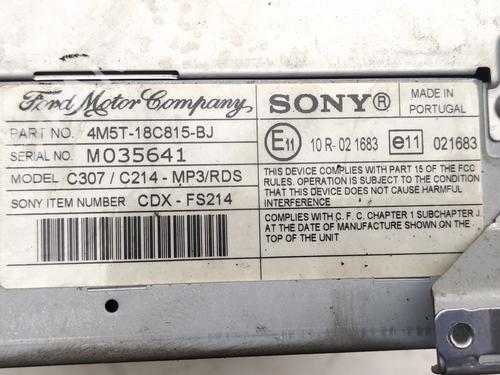 Ford Motor Company
SONY®
MADE IN
PORTUGAL
PART NO. 4M5T-18C815-BJ
SERIAL NO. M035641
MODEL C307 / C214 - MP3/RDS
SONY ITEM NUMBER CDX - FS214
E11 10 R- 021683 e11 021683
THIS DEVICE COMPLIES WITH PART 15 OF THE FCC
RULES. OPERATION IS SUBJECT TO THE CONDITION
THAT THIS DEVICE DOES NOT CAUSE HARMFUL
INTERFERENCE
COMPLIES WITH C. F. C. CHAPTER 1 SUBCHAPTER J.
AT THE DATE OF MANUFACTURE SHOWN ON THE
TOP OF THE UNIT